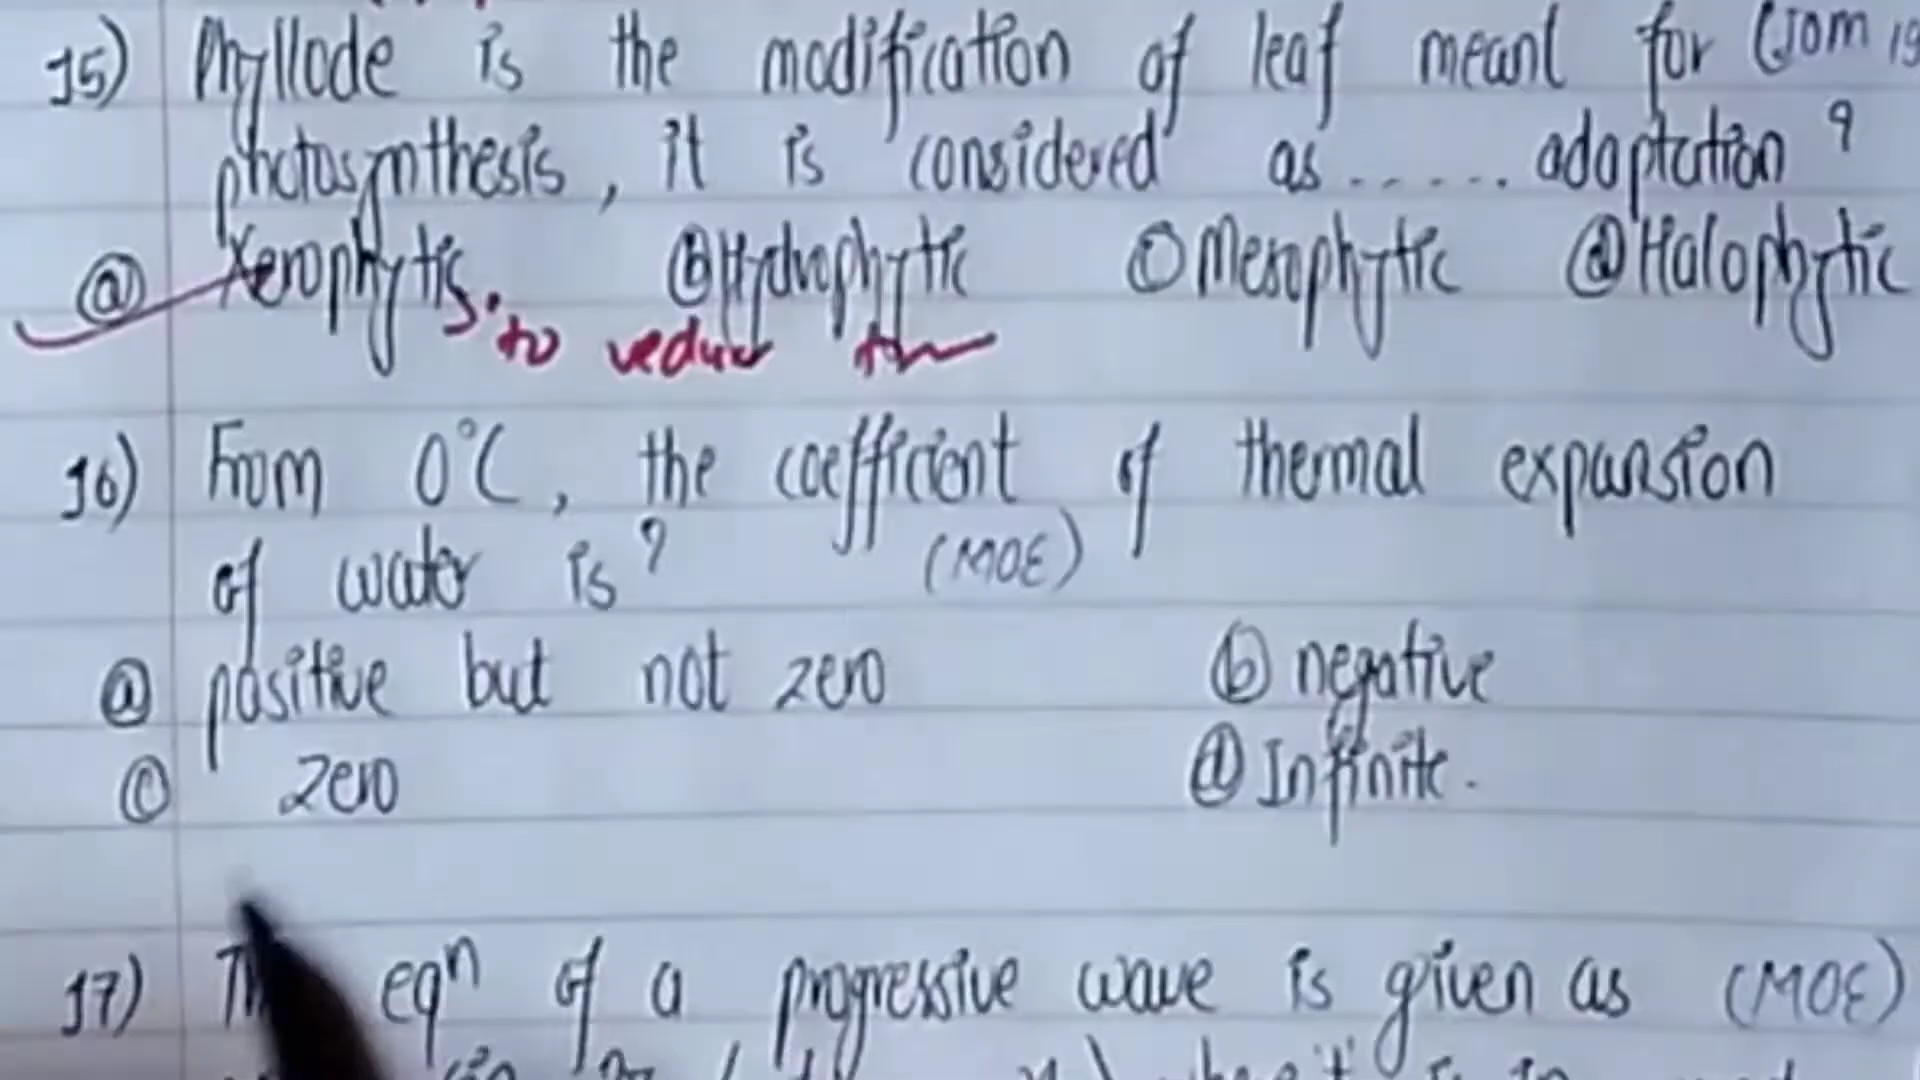 15) Phyllode is the modification of leaf meant for (IOM 19
photosynthesis, it is considered as ..... adaptation ?
ⓐ Xerophytic ⓑ Hydrophytic ⓒ Mesophytic ⓓ Halophytic
to reduce
16) From 0°C, the coefficient of thermal expansion
of water is ? (MOE)
ⓐ positive but not zero ⓑ negative
ⓒ zero ⓓ Infinite.
17) eqⁿ of a progressive wave is given as (MOE)